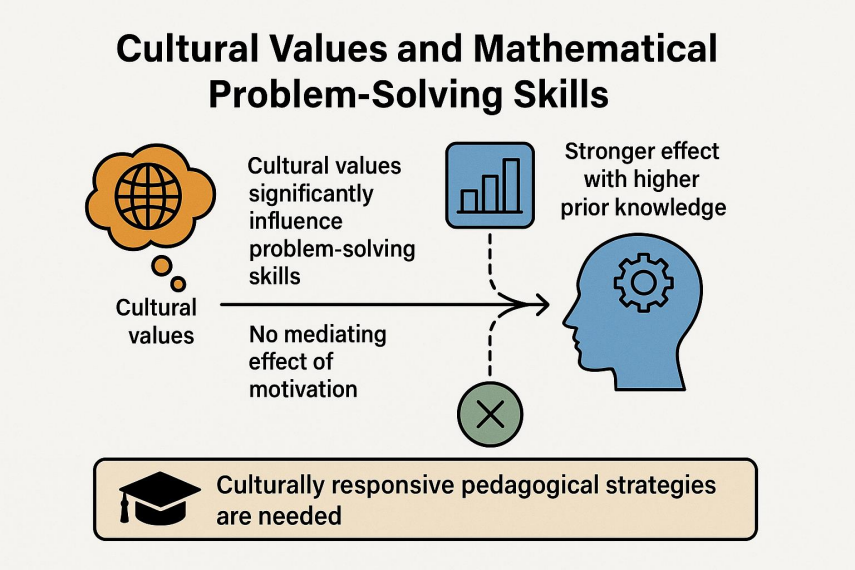 Cultural Values and Mathematical
Problem-Solving Skills
Cultural values
significantly
influence
problem-solving
skills
Stronger effect
with higher
prior knowledge
Cultural
values
No mediating
effect of
motivation
Culturally responsive pedagogical strategies
are needed